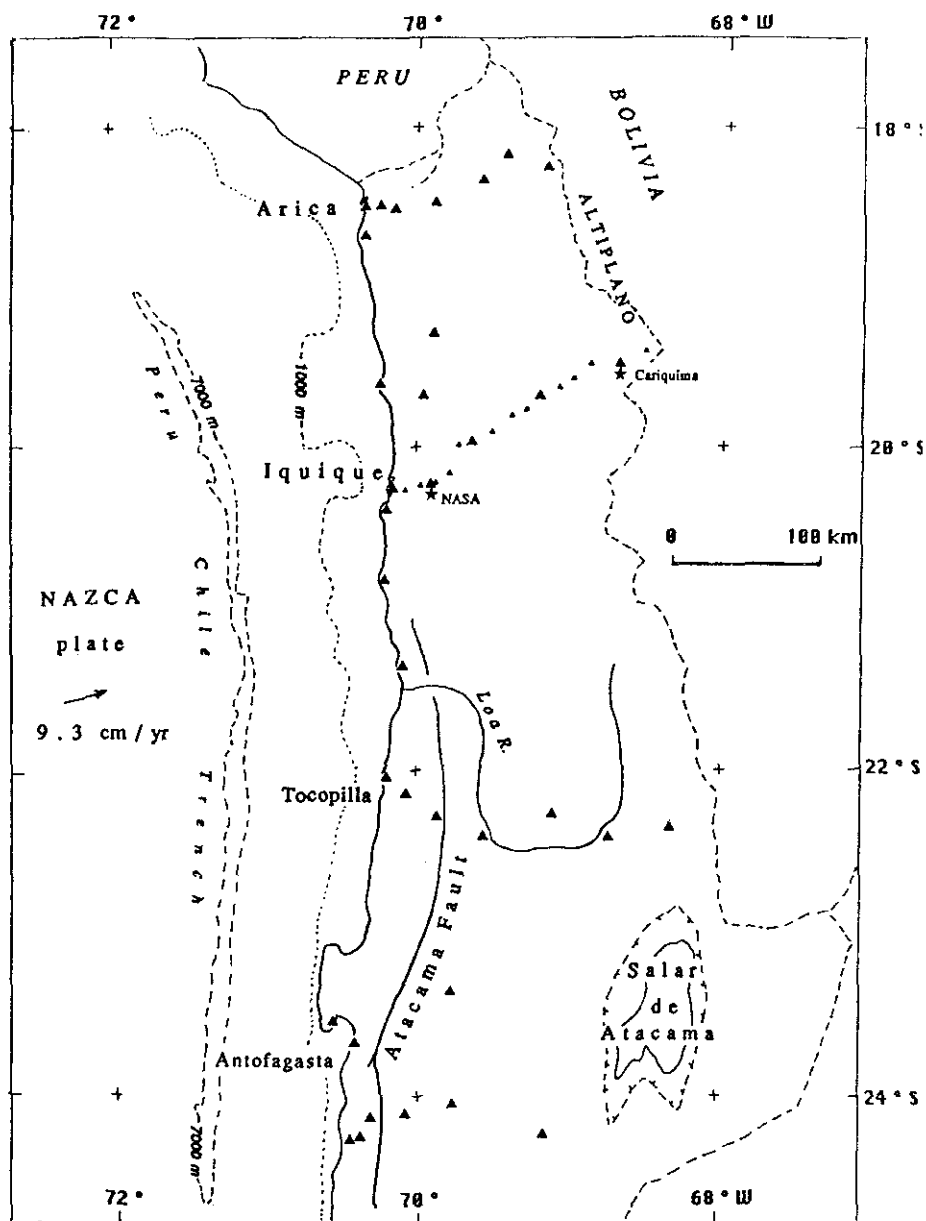 72°
70°
68° W
PERU
BOLIVIA
18°
Arica
ALTIPLANO
7000 m
1000 m
Peru
Cariquima
20° S
Iquique
NASA
0
100 km
NAZCA
plate
9.3 cm/yr
Chile
Loa R.
Trench
22° S
Tocopilla
Atacama Fault
Salar
de
Atacama
Antofagasta
24° S
7000 m
72°
70°
68° W